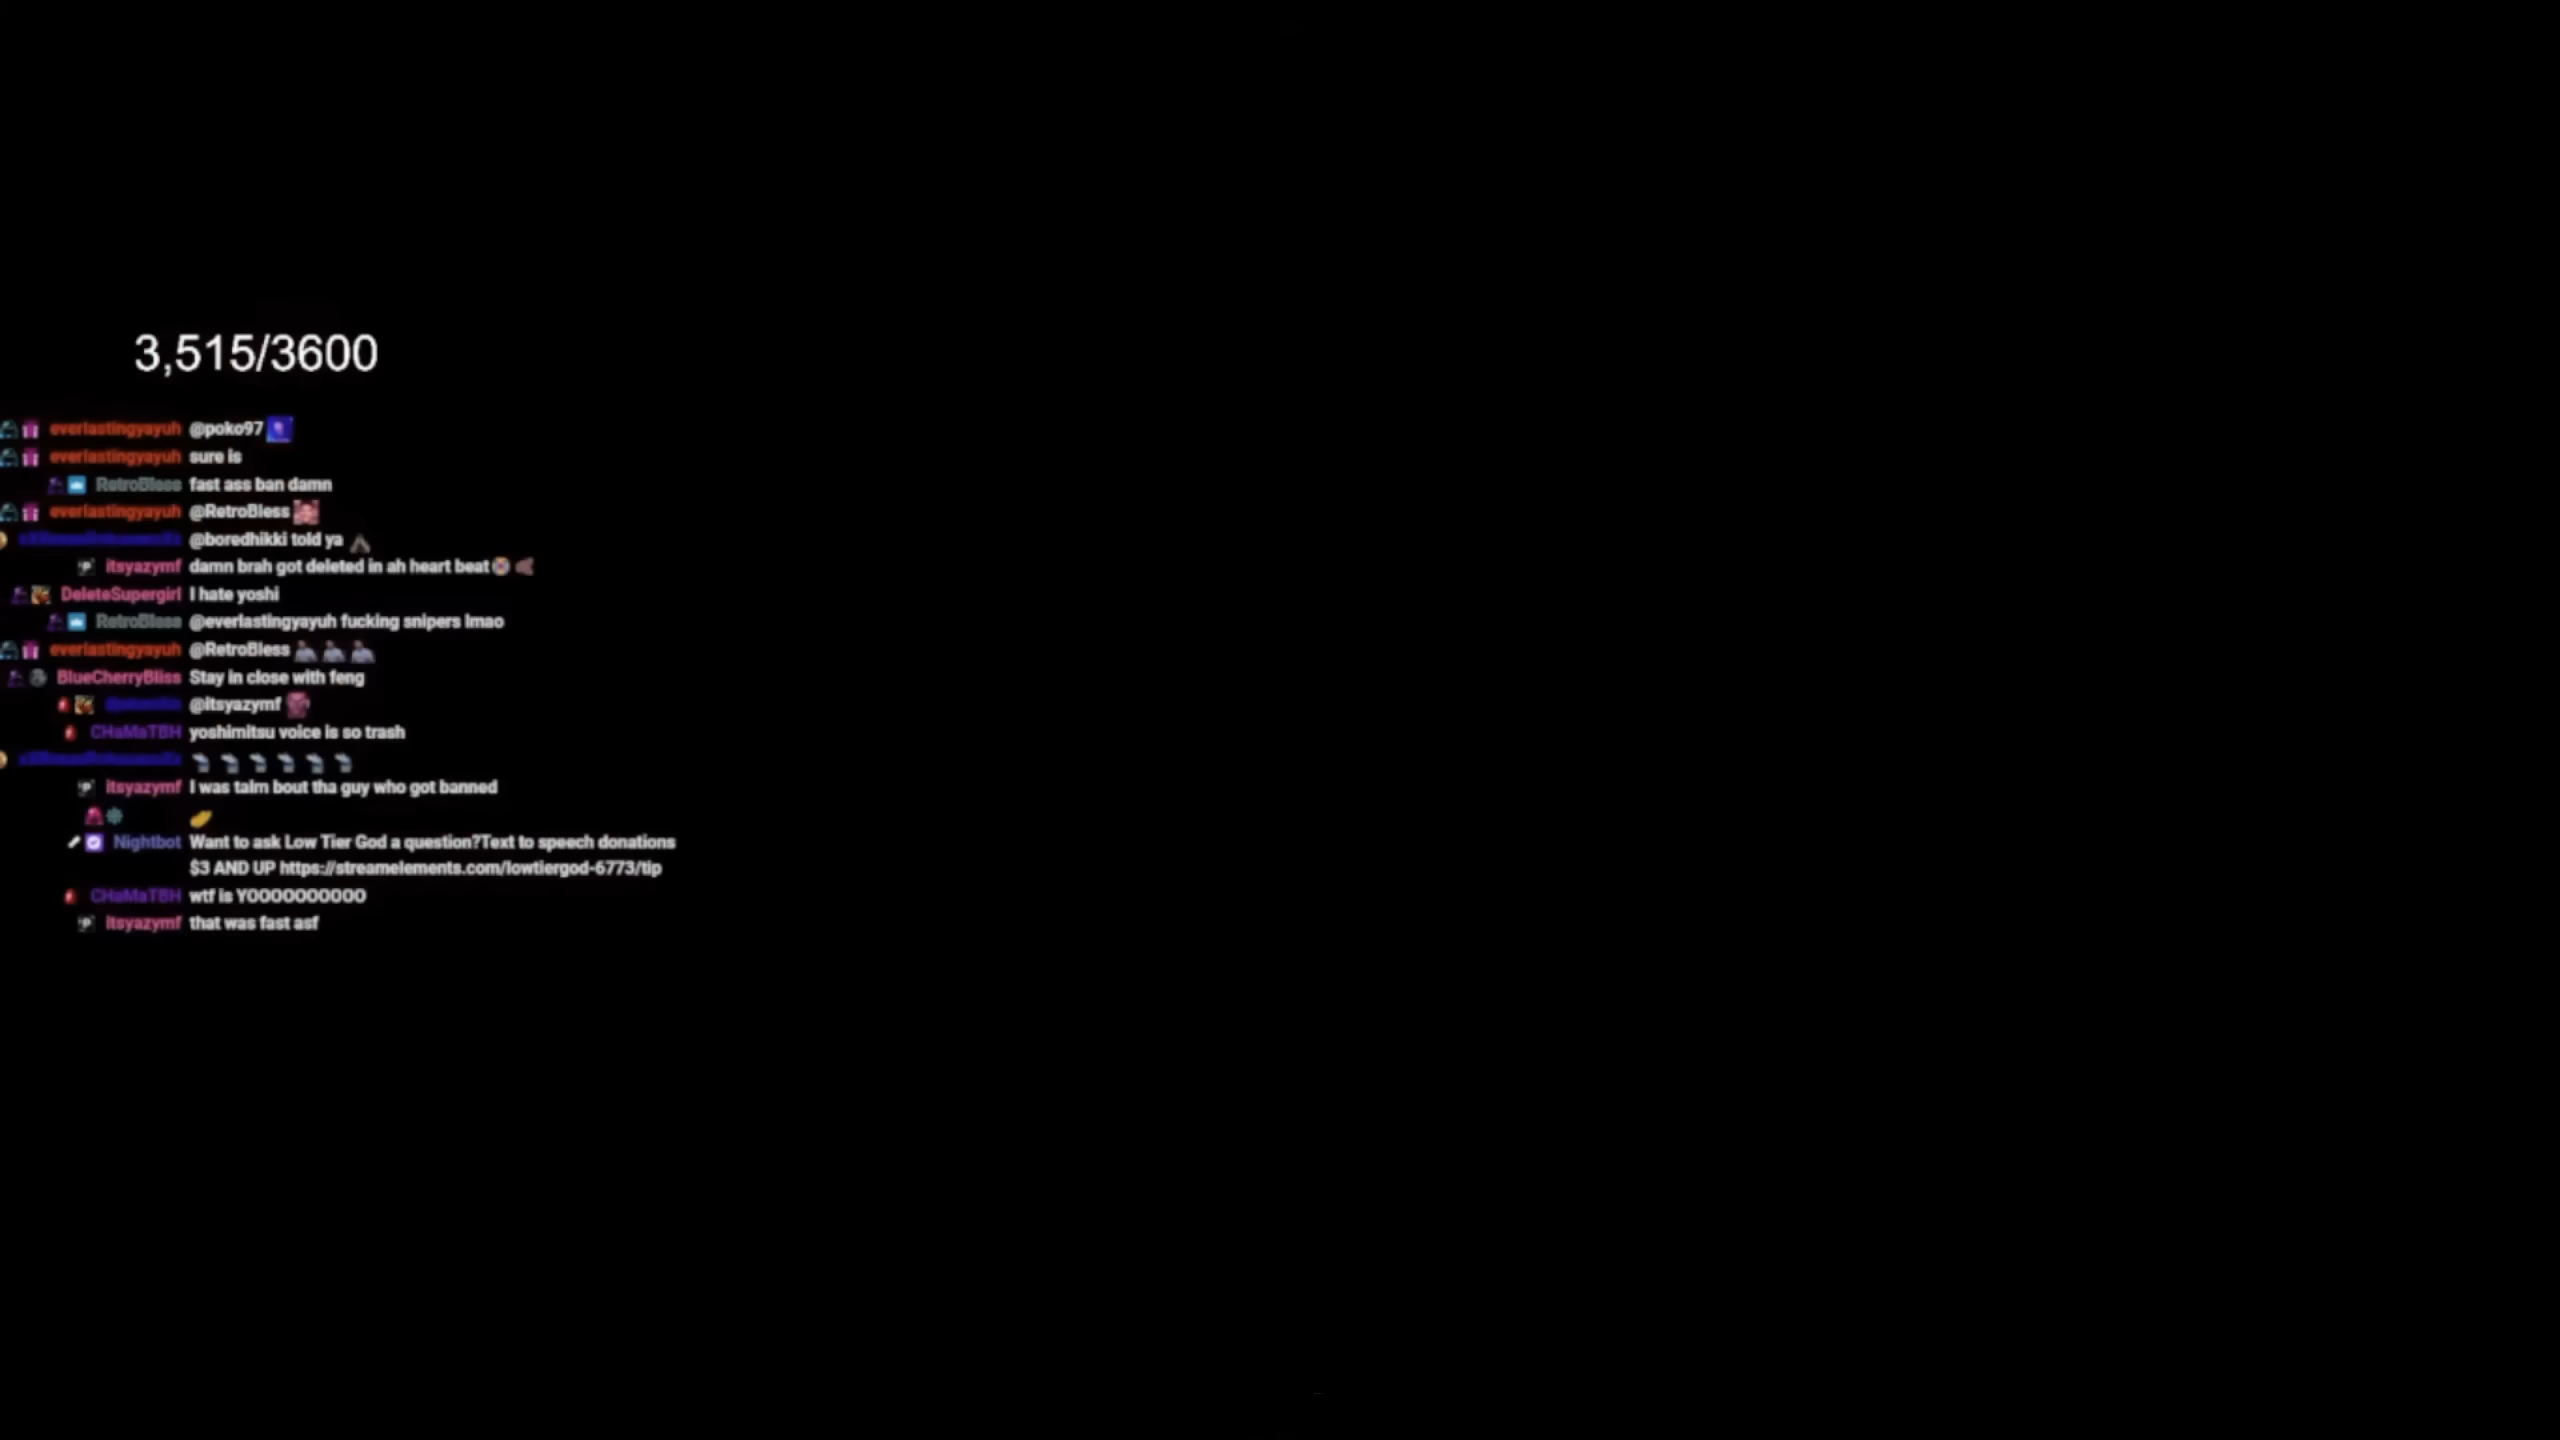 3,515/3600
everlastingyayuh @poko97
everlastingyayuh sure is
RetroBless fast ass ban damn
everlastingyayuh @RetroBless
@boredhikki told ya
itsyazymf damn brah got deleted in ah heart beat
DeleteSupergirl I hate yoshi
RetroBless @everlastingyayuh fucking snipers lmao
everlastingyayuh @RetroBless
BlueCherryBliss Stay in close with feng
@itsyazymf
CHaMaTBH yoshimitsu voice is so trash
itsyazymf I was talm bout tha guy who got banned
Nightbot Want to ask Low Tier God a question?Text to speech donations
$3 AND UP https://streamelements.com/lowtiergod-6773/tip
CHaMaTBH wtf is YOOOOOOOOOO
itsyazymf that was fast asf